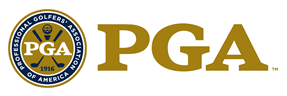 PROFESSIONAL GOLFERS' ASSOCIATION
OF AMERICA
PGA
1916
PGA
TM